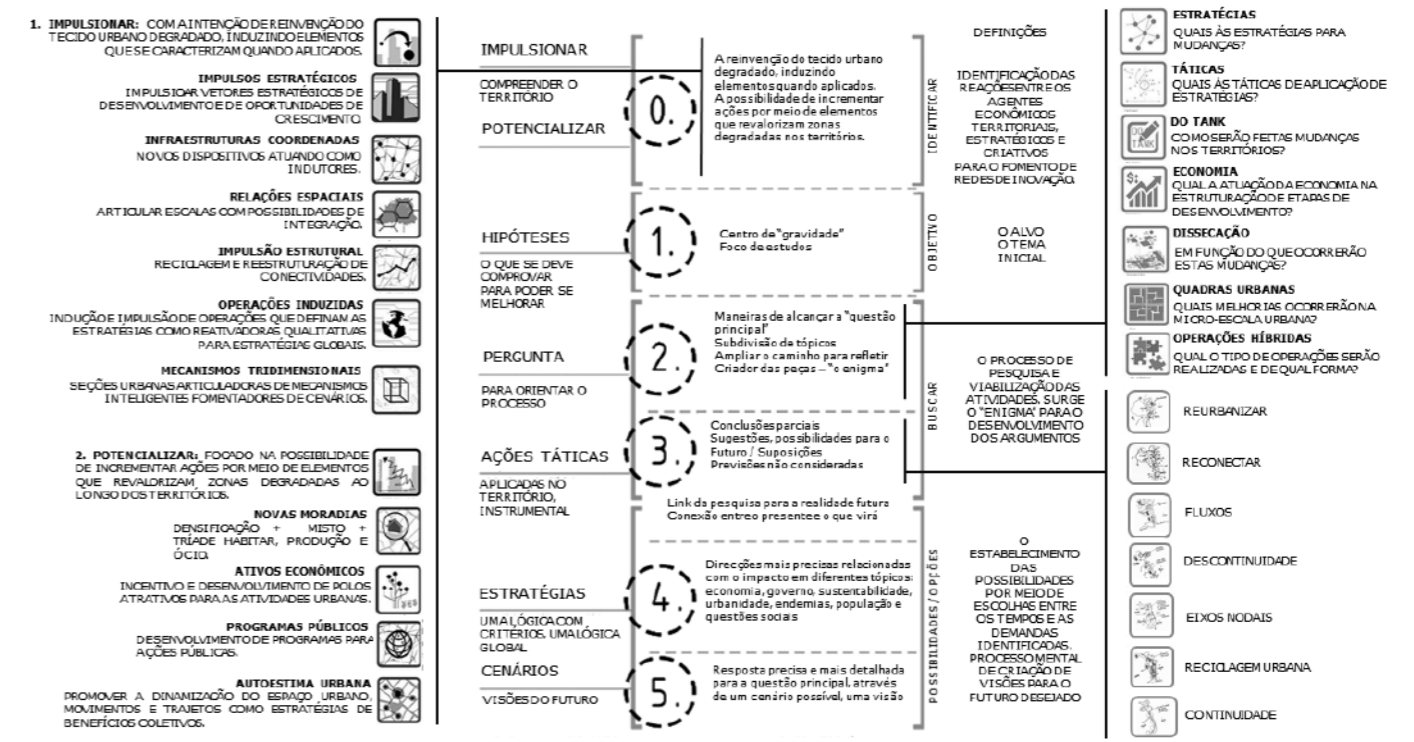 1. IMPULSIONAR: COM A INTENÇÃO DE REINVENÇÃO DO
TECIDO URBANO DEGRADADO, INDUZINDO ELEMENTOS
QUE SE CARACTERIZAM QUANDO APLICADOS.
IMPULSOS ESTRATÉGICOS
IMPULSIOAR VETORES ESTRATÉGICOS DE
DESENVOLVIMENTO E DE OPORTUNIDADES DE
CRESCIMENTO
INFRAESTRUTURAS COORDENADAS
NOVOS DISPOSITIVOS ATUANDO COMO
INDUTORES.
RELAÇÕES ESPACIAIS
ARTICULAR ESCALAS COM POSSIBILIDADES DE
INTEGRAÇÃO.
IMPULSÃO ESTRUTURAL
RECICLAGEM E REESTRUTURAÇÃO DE
CONECTIVIDADES.
OPERAÇÕES INDUZIDAS
INDUÇÃO E IMPULSÃO DE OPERAÇÕES QUE DEFINAM AS
ESTRATÉGIAS COMO REATIVADORAS QUALITATIVAS
PARA ESTRATÉGIAS GLOBAIS.
MECANISMOS TRIDIMENSIONAIS
SEÇÕES URBANAS ARTICULADORAS DE MECANISMOS
INTELIGENTES FOMENTADORES DE CENÁRIOS.
2. POTENCIALIZAR: FOCADO NA POSSIBILIDADE
DE INCREMENTAR AÇÕES POR MEIO DE ELEMENTOS
QUE REVALORIZAM ZONAS DEGRADADAS AO
LONGO DOS TERRITÓRIOS.
NOVAS MORADIAS
DENSIFICAÇÃO + MISTO +
TRÍADE HABITAR, PRODUÇÃO E
ÓCIO.
ATIVOS ECONÔMICOS
INCENTIVO E DESENVOLVIMENTO DE POLOS
ATRATIVOS PARA AS ATIVIDADES URBANAS.
PROGRAMAS PÚBLICOS
DESENVOLVIMENTO DE PROGRAMAS PARA
AÇÕES PÚBLICAS.
AUTOESTIMA URBANA
PROMOVER A DINAMIZAÇÃO DO ESPAÇO URBANO,
MOVIMENTOS E TRAJETOS COMO ESTRATÉGIAS DE
BENEFÍCIOS COLETIVOS.
IMPULSIONAR
COMPREENDER O
TERRITÓRIO
POTENCIALIZAR
HIPÓTESES
O QUE SE DEVE
COMPROVAR
PARA PODER SE
MELHORAR
PERGUNTA
PARA ORIENTAR O
PROCESSO
AÇÕES TÁTICAS
APLICADAS NO
TERRITÓRIO,
INSTRUMENTAL
ESTRATÉGIAS
UMA LÓGICA COM
CRITÉRIOS. UMA LÓGICA
GLOBAL
CENÁRIOS
VISÕES DO FUTURO
0.
A reinvenção do tecido urbano
degradado, induzindo
elementos quando aplicados.
A possibilidade de incrementar
ações por meio de elementos
que revalorizam zonas
degradadas nos territórios.
1.
Centro de "gravidade"
Foco de estudos
2.
Maneiras de alcançar a "questão
principal"
Subdivisão de tópicos
Ampliar o caminho para refletir
Criador das peças – "o enigma"
3.
Conclusões parciais
Sugestões, possibilidades para o
Futuro / Suposições
Previsões não consideradas
Link da pesquisa para a realidade futura
Conexão entre o presente e o que virá
4.
Direcções mais precisas relacionadas
com o impacto em diferentes tópicos:
economia, governo, sustentabilidade,
urbanidade, endemias, população e
questões sociais
5.
Resposta precisa e mais detalhada
para a questão principal, através
de um cenário possível, uma visão
IDENTIFICAR
OBJETIVO
BUSCAR
POSSIBILIDADES / OPÇÕES
DEFINIÇÕES
IDENTIFICAÇÃO DAS
REAÇÕES ENTRE OS
AGENTES
ECONÔMICOS
TERRITORIAIS,
ESTRATÉGICOS E
CRIATIVOS
PARA O FOMENTO DE
REDES DE INOVAÇÃO.
O ALVO
O TEMA
INICIAL
O PROCESSO DE
PESQUISA E
VIABILIZAÇÃO DAS
ATIVIDADES. SURGE
O "ENIGMA" PARA O
DESENVOLVIMENTO
DOS ARGUMENTOS
O
ESTABELECIMENTO
DAS
POSSIBILIDADES
POR MEIO DE
ESCOLHAS ENTRE
OS TEMPOS E AS
DEMANDAS
IDENTIFICADAS.
PROCESSO MENTAL
DE CRIAÇÃO DE
VISÕES PARA O
FUTURO DESEJADO
ESTRATÉGIAS
QUAIS ÀS ESTRATÉGIAS PARA
MUDANÇAS?
TÁTICAS
QUAIS ÀS TÁTICAS DE APLICAÇÃO DE
ESTRATÉGIAS?
DO TANK
DO TANK
COMO SERÃO FEITAS MUDANÇAS
NOS TERRITÓRIOS?
$:
ECONOMIA
QUAL A ATUAÇÃO DA ECONOMIA NA
ESTRUTURAÇÃO DE ETAPAS DE
DESENVOLVIMENTO?
DISSECAÇÃO
EM FUNÇÃO DO QUE OCORRERÃO
ESTAS MUDANÇAS?
QUADRAS URBANAS
QUAIS MELHORIAS OCORRERÃO NA
MICRO-ESCALA URBANA?
OPERAÇÕES HÍBRIDAS
QUAL O TIPO DE OPERAÇÕES SERÃO
REALIZADAS E DE QUAL FORMA?
REURBANIZAR
RECONECTAR
FLUXOS
DESCONTINUIDADE
EIXOS NODAIS
RECICLAGEM URBANA
CONTINUIDADE